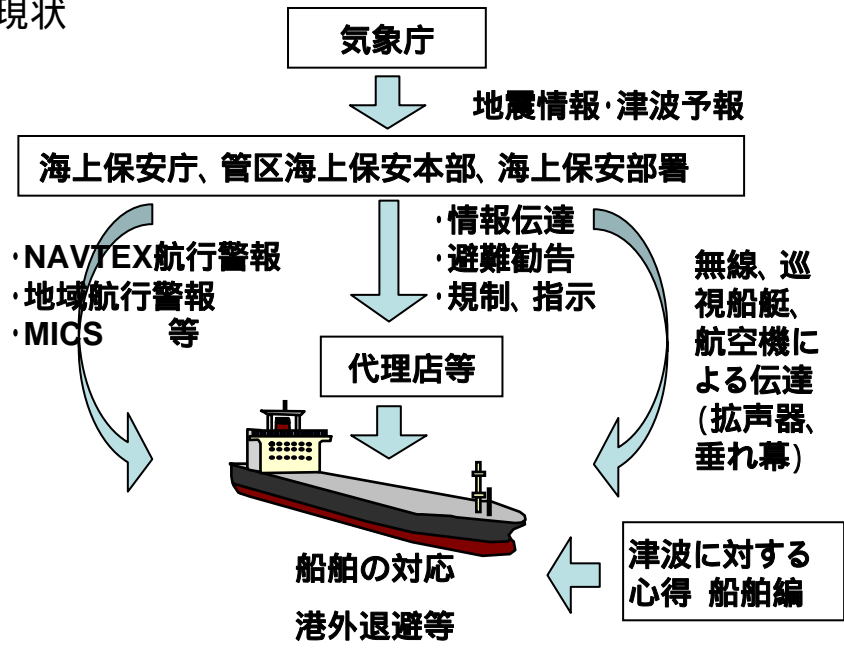 現状
気象庁
地震情報・津波予報
海上保安庁、管区海上保安本部、海上保安部署
・NAVTEX航行警報
・地域航行警報
・MICS 等
・情報伝達
・避難勧告
・規制、指示
無線、巡
視船艇、
航空機に
よる伝達
(拡声器、
垂れ幕)
代理店等
船舶の対応
港外退避等
津波に対する
心得 船舶編